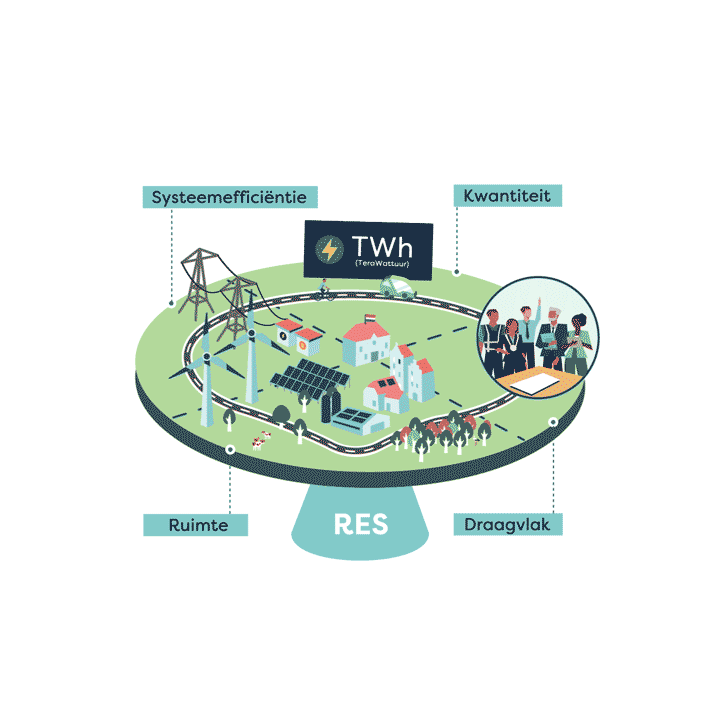 Systeemefficiëntie
Kwantiteit
TWh
(TeraWattuur)
Ruimte
RES
Draagvlak